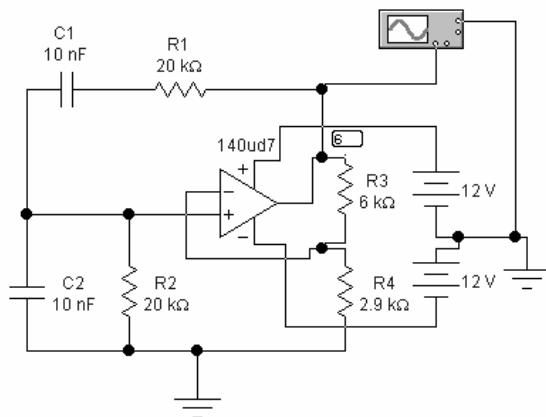 C1
10 nF
R1
20 kΩ
140ud7
6
R3
6 kΩ
12 V
C2
10 nF
R2
20 kΩ
R4
2.9 kΩ
12 V